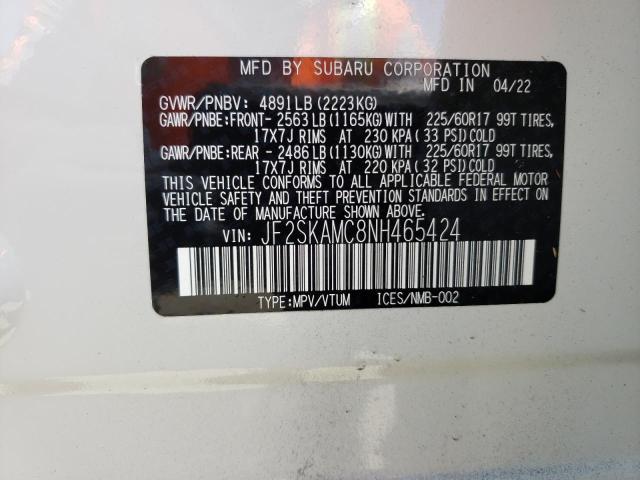 MFD BY SUBARU CORPORATION
MFD IN 04/22
GVWR/PNBV: 4891LB (2223KG)
GAWR/PNBE:FRONT- 2563 LB (1165KG) WITH 225/60R17 99T TIRES,
17X7J RIMS AT 230 KPA ( 33 PSI) COLD
GAWR/PNBE:REAR - 2486 LB (1130KG) WITH 225/60R17 99T TIRES,
17X7J RIMS AT 220 KPA ( 32 PSI) COLD
THIS VEHICLE CONFORMS TO ALL APPLICABLE FEDERAL MOTOR
VEHICLE SAFETY AND THEFT PREVENTION STANDARDS IN EFFECT
ON THE DATE OF MANUFACTURE SHOWN ABOVE.
VIN: JF2SKAMC8NH465424
TYPE:MPV/VTUM ICES/NMB-002